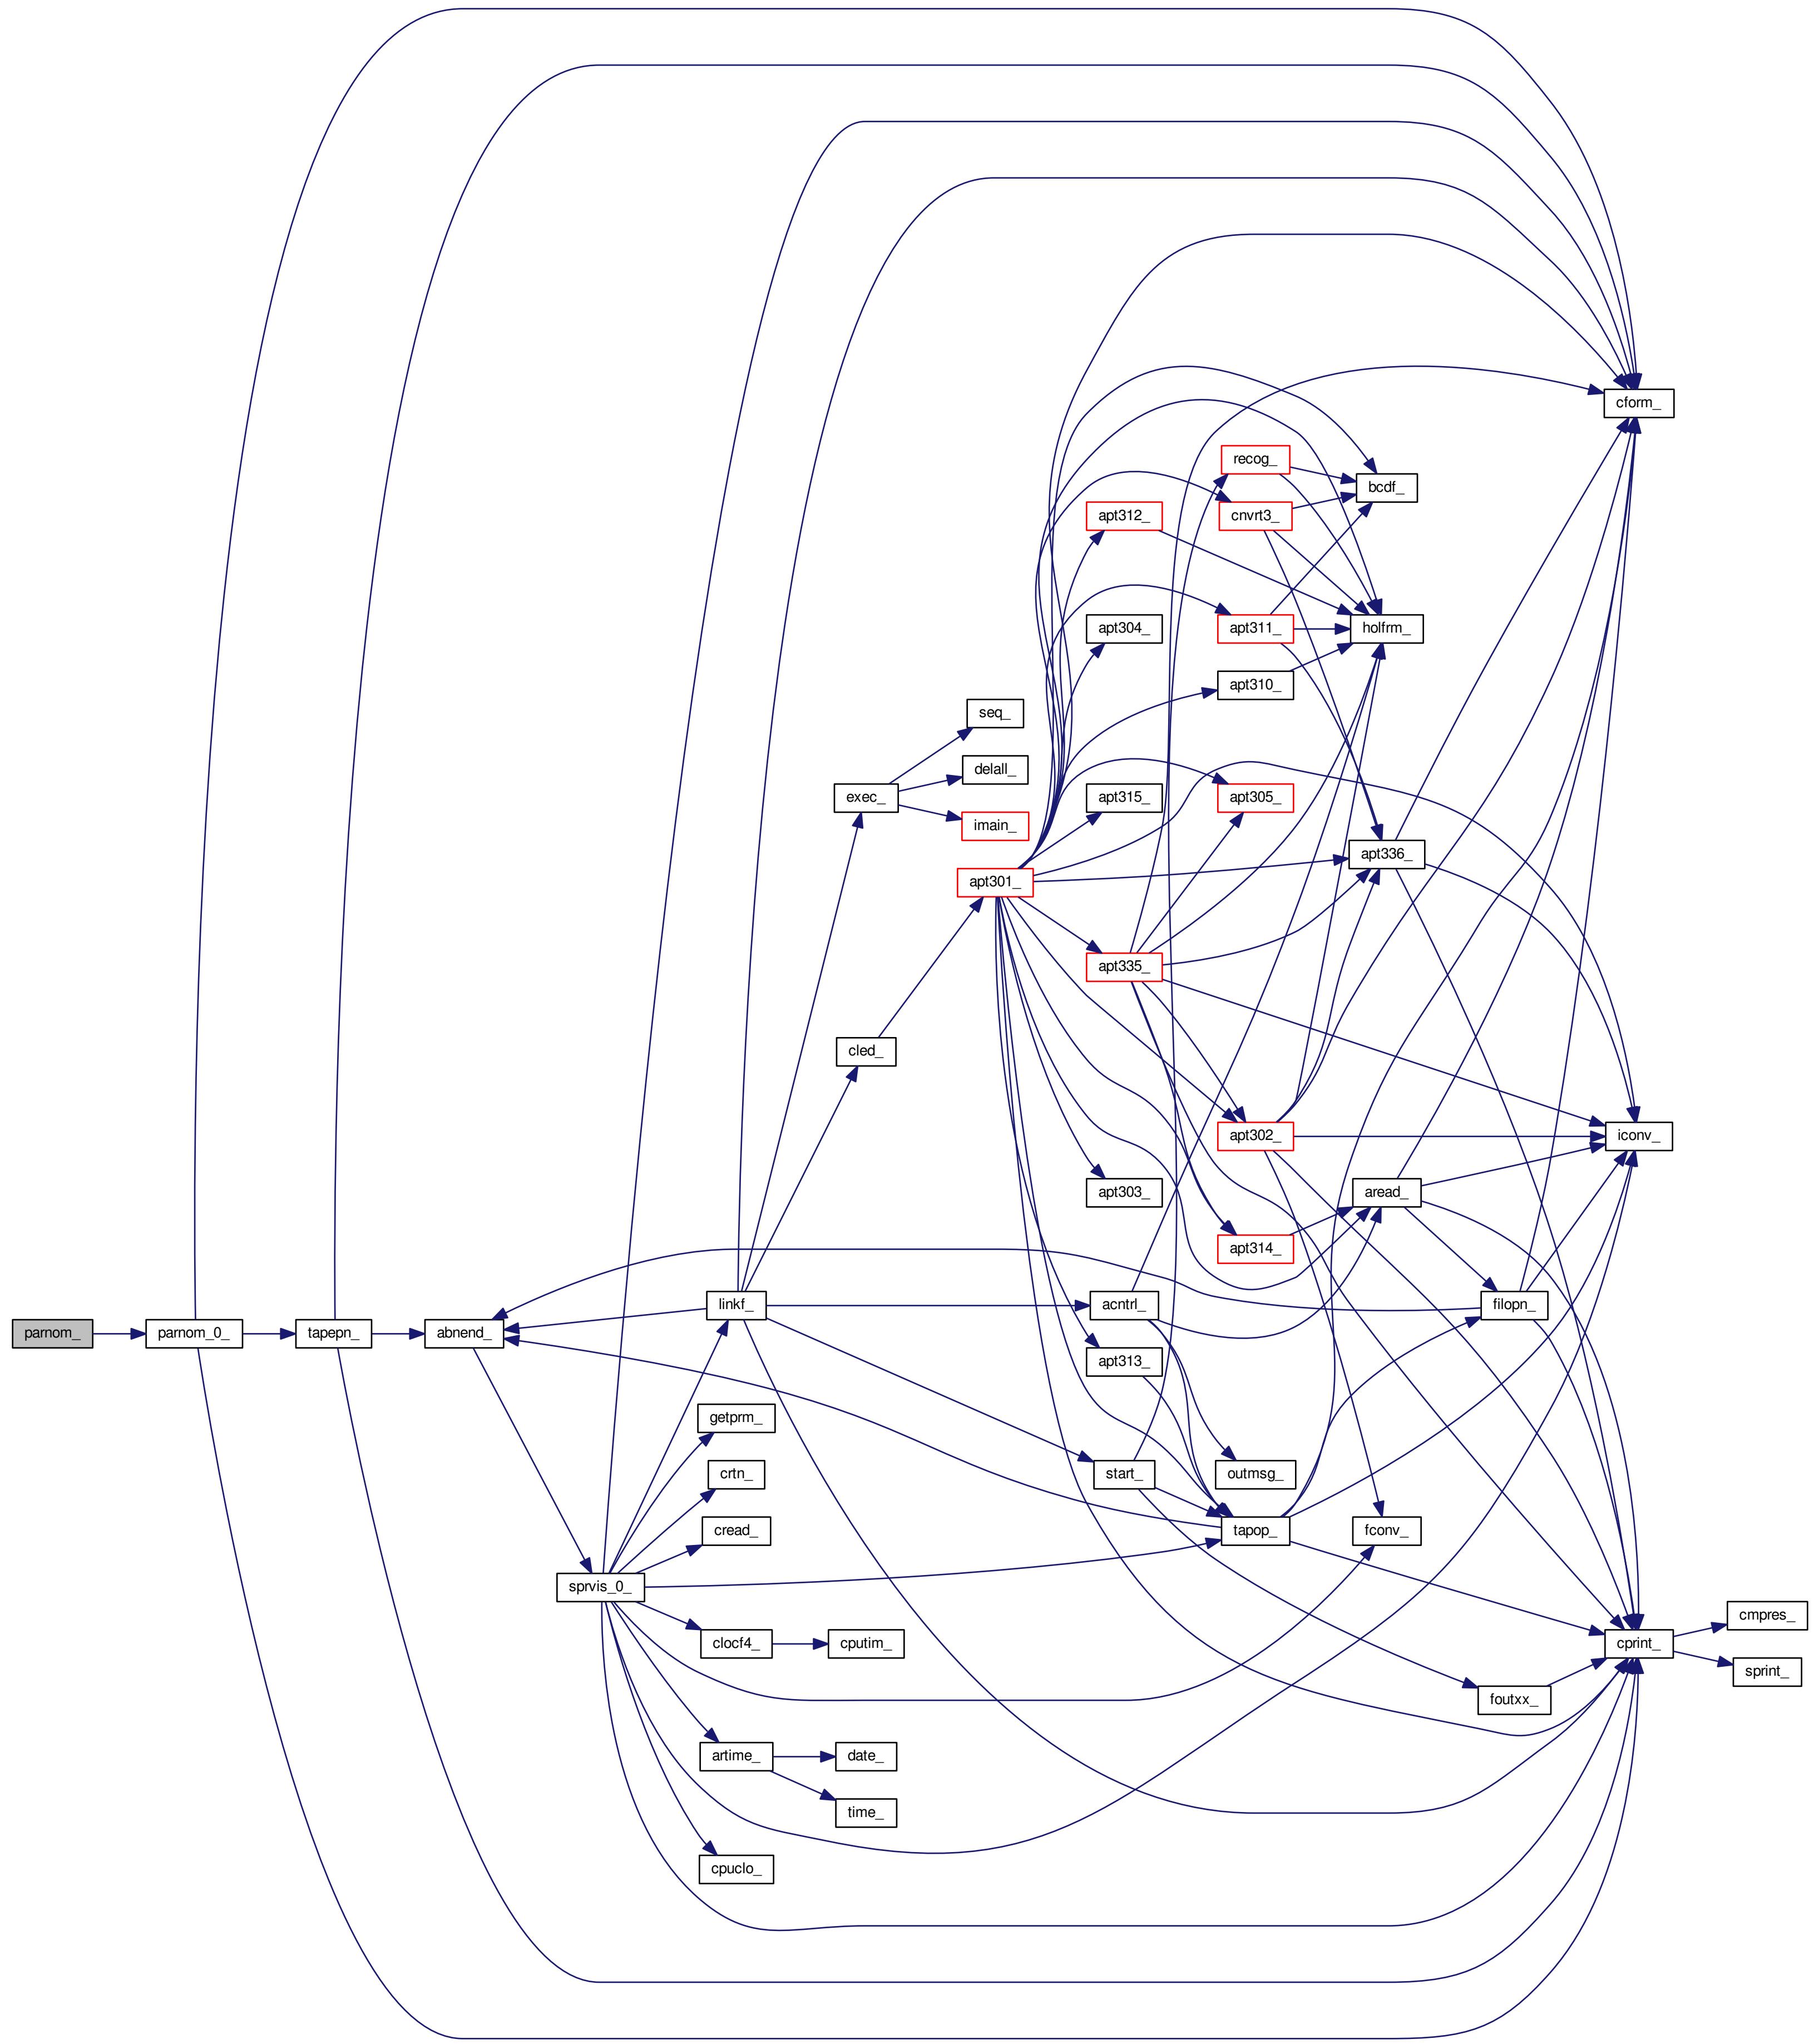 cform_
recog_
bcdf_
apt312_
cnvrt3_
apt304_
apt311_
holfrm_
apt310_
seq_
delall_
exec_
apt315_
apt305_
imain_
apt336_
apt301_
apt335_
cled_
apt302_
iconv_
apt303_
aread_
apt314_
linkf_
acntrl_
filopn_
parnom_
parnom_0_
tapepn_
abnend_
apt313_
getprm_
crtn_
start_
outmsg_
cread_
tapop_
fconv_
sprvis_0_
cmpres_
clocf4_
cputim_
cprint_
sprint_
foutxx_
artime_
date_
time_
cpuclo_